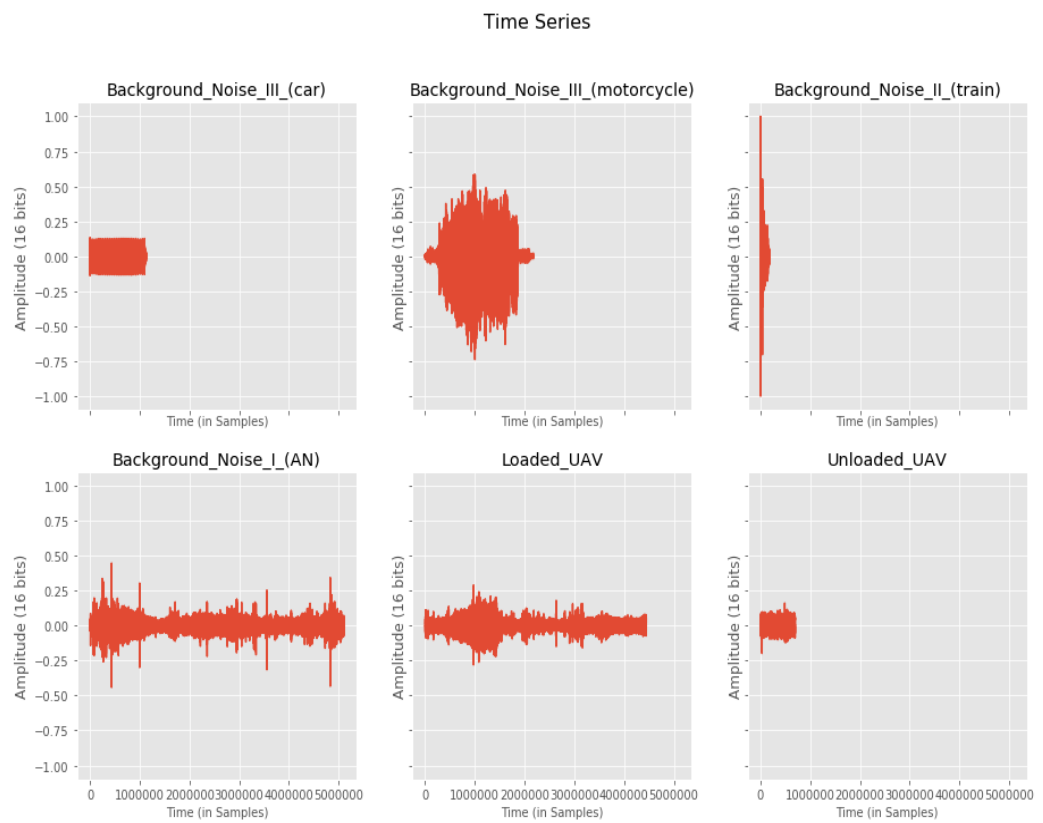 Time Series
Background_Noise_III_(car)
Background_Noise_III_(motorcycle)
Background_Noise_II_(train)
1.00
0.75
0.50
0.25
0.00
−0.25
−0.50
−0.75
−1.00
Amplitude (16 bits)
Amplitude (16 bits)
Amplitude (16 bits)
Time (in Samples)
Time (in Samples)
Time (in Samples)
Background_Noise_I_(AN)
Loaded_UAV
Unloaded_UAV
1.00
0.75
0.50
0.25
0.00
−0.25
−0.50
−0.75
−1.00
Amplitude (16 bits)
Amplitude (16 bits)
Amplitude (16 bits)
0 1000000 2000000 3000000 4000000 5000000
0 1000000 2000000 3000000 4000000 5000000
0 1000000 2000000 3000000 4000000 5000000
Time (in Samples)
Time (in Samples)
Time (in Samples)